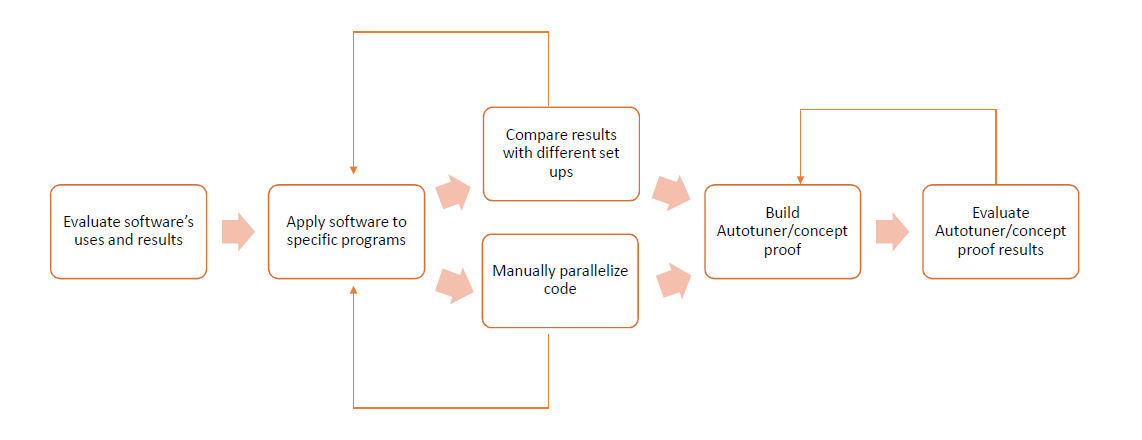 Evaluate software’s
uses and results
Apply software to
specific programs
Compare results
with different set
ups
Manually parallelize
code
Build
Autotuner/concept
proof
Evaluate
Autotuner/concept
proof results